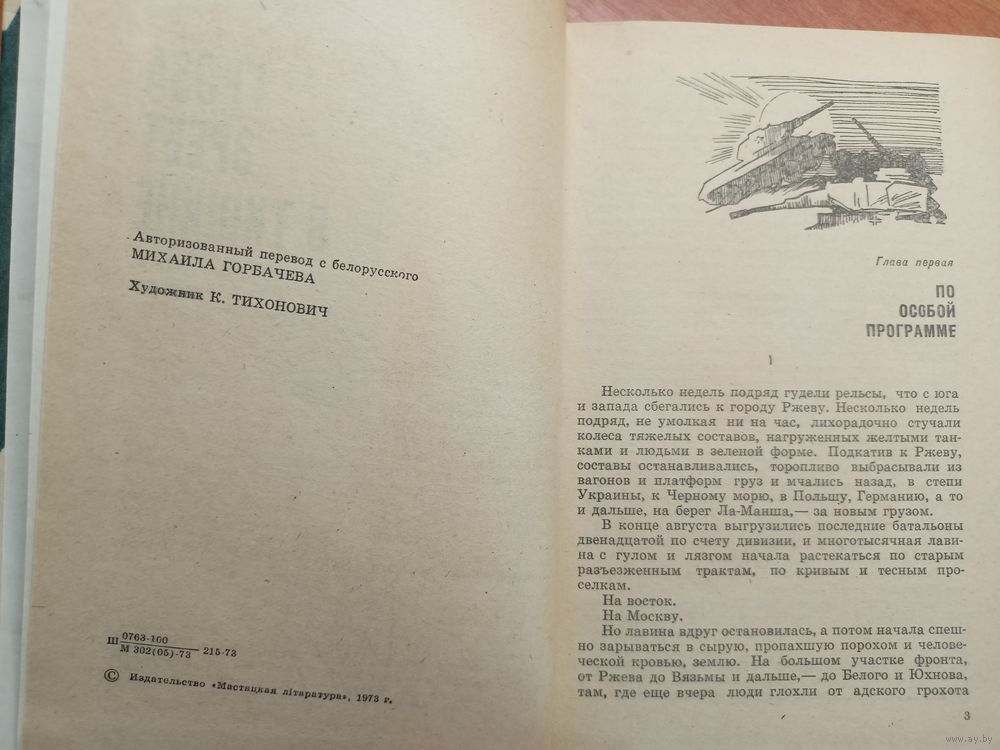 Авторизованный перевод с белорусского
МИХАИЛА ГОРБАЧЕВА
Художник К. ТИХОНОВИЧ
Ш 0763-100
М 302(05)-73 215-73
© Издательство «Мастацкая літаратура», 1973 г.
Глава первая
ПО
ОСОБОЙ
ПРОГРАММЕ
1
Несколько недель подряд гудели рельсы, что с юга
и запада сбегались к городу Ржеву. Несколько недель
подряд, не умолкая ни на час, лихорадочно стучали
колеса тяжелых составов, нагруженных желтыми тан-
ками и людьми в зеленой форме. Подкатив к Ржеву,
составы останавливались, торопливо выбрасывали из
вагонов и платформ груз и мчались назад, в степи
Украины, к Черному морю, в Польшу, Германию, а то
и дальше, на берег Ла-Манша,— за новым грузом.
В конце августа выгрузились последние батальоны
двенадцатой по счету дивизии, и многотысячная лави-
на с гулом и лязгом начала растекаться по старым
разъезженным трактам, по кривым и тесным про-
селкам.
На восток.
На Москву.
Но лавина вдруг остановилась, а потом начала спеш-
но зарываться в сырую, пропахшую порохом и челове-
ческой кровью, землю. На большом участке фронта,
от Ржева до Вязьмы и дальше,— до Белого и Юхнова,
там, где еще вчера люди глохли от адского грохота
3
www.ay.by